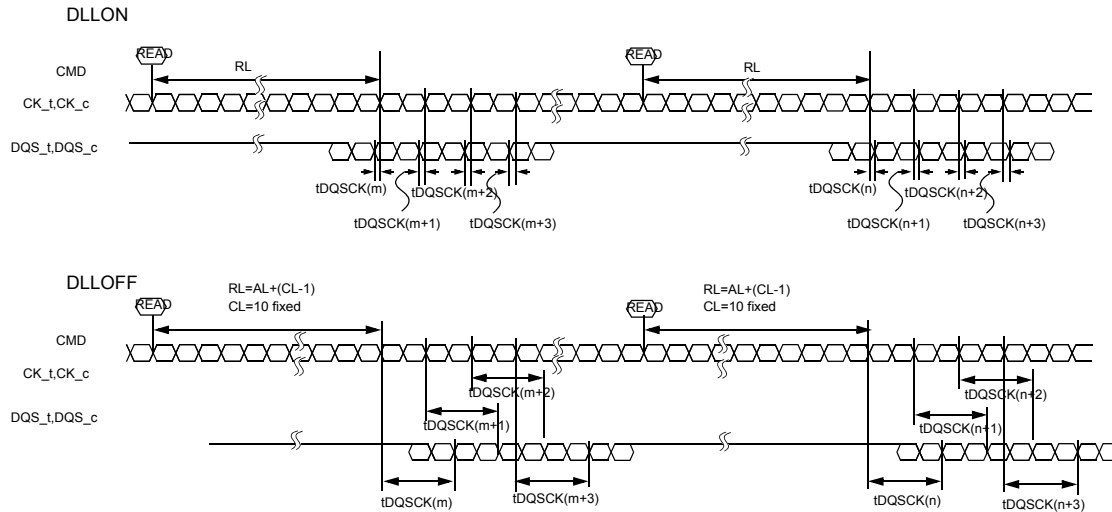 DLLON
READ
READ
RL
RL
CMD
CK_t,CK_c
DQS_t,DQS_c
tDQSCK(m)
tDQSCK(m+2)
tDQSCK(n)
tDQSCK(n+2)
tDQSCK(m+1)
tDQSCK(m+3)
tDQSCK(n+1)
tDQSCK(n+3)
DLLOFF
RL=AL+(CL-1)
CL=10 fixed
RL=AL+(CL-1)
CL=10 fixed
READ
READ
CMD
CK_t,CK_c
tDQSCK(m+2)
tDQSCK(n+2)
DQS_t,DQS_c
tDQSCK(m+1)
tDQSCK(n+1)
tDQSCK(m)
tDQSCK(m+3)
tDQSCK(n)
tDQSCK(n+3)